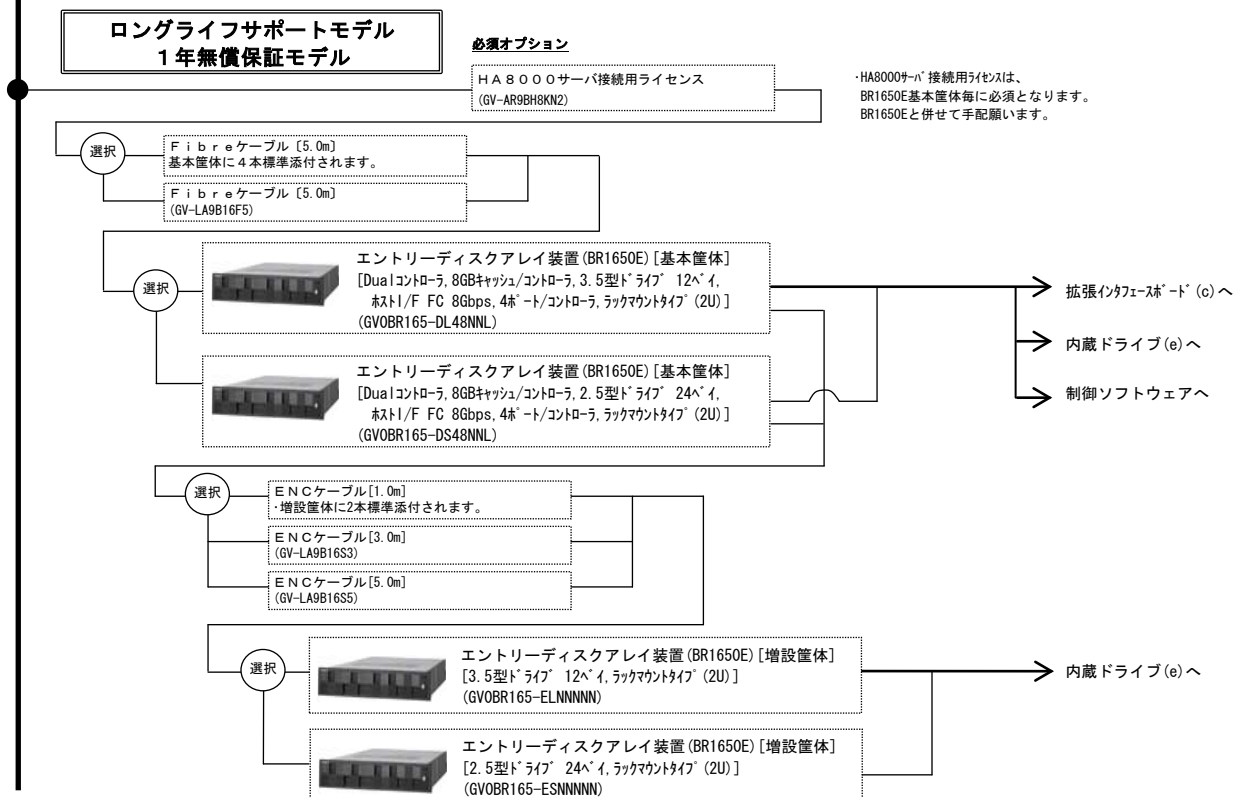 ロングライフサポートモデル
１年無償保証モデル
必須オプション
ＨＡ８０００サーバ接続用ライセンス
(GV-AR9BH8KN2)
･HA8000ｻｰﾊﾞ接続用ﾗｲｾﾝｽは、
BR1650E基本筐体毎に必須となります。
BR1650Eと併せて手配願います。
選択
Ｆｉｂｒｅケーブル〔5.0m〕
基本筐体に４本標準添付されます。
Ｆｉｂｒｅケーブル〔5.0m〕
(GV-LA9B16F5)
選択
エントリーディスクアレイ装置(BR1650E)[基本筐体]
[Dualｺﾝﾄﾛｰﾗ,8GBｷｬｯｼｭ/ｺﾝﾄﾛｰﾗ,3.5型ﾄﾞﾗｲﾌﾞ 12ﾍﾞｲ,
ﾎｽﾄI/F FC 8Gbps,4ﾎﾟｰﾄ/ｺﾝﾄﾛｰﾗ,ﾗｯｸﾏｳﾝﾄﾀｲﾌﾟ(2U)]
(GVOBR165-DL48NNL)
拡張ｲﾝﾀﾌｪｰｽﾎﾞｰﾄﾞ(c)へ
内蔵ドライブ(e)へ
制御ソフトウェアへ
エントリーディスクアレイ装置(BR1650E)[基本筐体]
[Dualｺﾝﾄﾛｰﾗ,8GBｷｬｯｼｭ/ｺﾝﾄﾛｰﾗ,2.5型ﾄﾞﾗｲﾌﾞ 24ﾍﾞｲ,
ﾎｽﾄI/F FC 8Gbps,4ﾎﾟｰﾄ/ｺﾝﾄﾛｰﾗ,ﾗｯｸﾏｳﾝﾄﾀｲﾌﾟ(2U)]
(GVOBR165-DS48NNL)
選択
ＥＮＣケーブル[1.0m]
･増設筐体に2本標準添付されます。
ＥＮＣケーブル[3.0m]
(GV-LA9B16S3)
ＥＮＣケーブル[5.0m]
(GV-LA9B16S5)
選択
エントリーディスクアレイ装置(BR1650E)[増設筐体]
[3.5型ﾄﾞﾗｲﾌﾞ 12ﾍﾞｲ,ﾗｯｸﾏｳﾝﾄﾀｲﾌﾟ(2U)]
(GVOBR165-ELNNNNN)
内蔵ドライブ(e)へ
エントリーディスクアレイ装置(BR1650E)[増設筐体]
[2.5型ﾄﾞﾗｲﾌﾞ 24ﾍﾞｲ,ﾗｯｸﾏｳﾝﾄﾀｲﾌﾟ(2U)]
(GVOBR165-ESNNNNN)